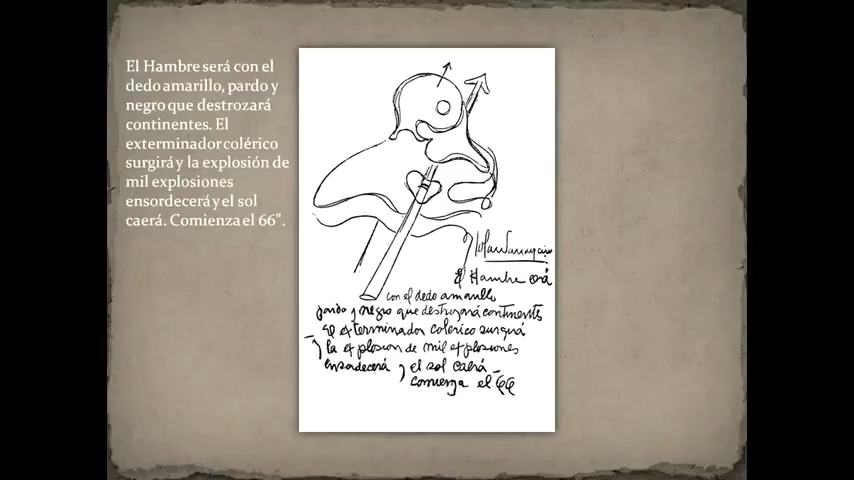 El Hambre será con el
dedo amarillo, pardo y
negro que destrozará
continentes. El
exterminador colérico
surgirá y la explosión de
mil explosiones
ensordecerá y el sol
caerá. Comienza el 66".
El Hambre será
con el dedo amarillo,
pardo y negro que destrozará continentes
El exterminador colerico surgirá
y la explosion de mil explosiones
ensordecerá y el sol caerá
comienza el 66